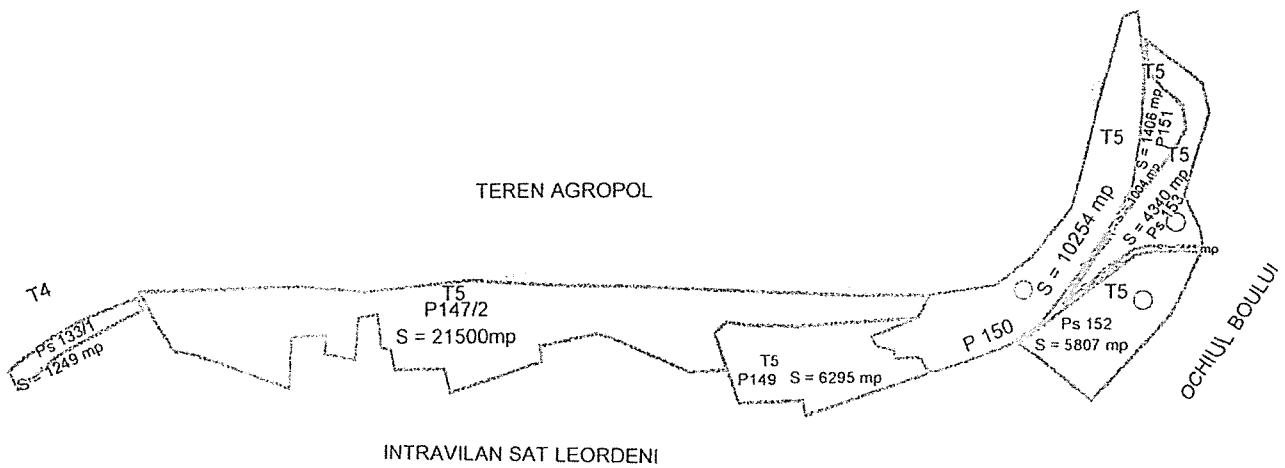 TEREN AGROPOL
T4
Ps 133/1
S = 1249 mp
T5
P147/2
S = 21500mp
T5
P149 S = 6295 mp
P 150
T5
S = 10254 mp
T5
S = 1406 mp
P151
T5
S = 4340 mp
Ps 153
mp
T5
Ps 152
S = 5807 mp
OCHIUL BOULUI
INTRAVILAN SAT LEORDENI